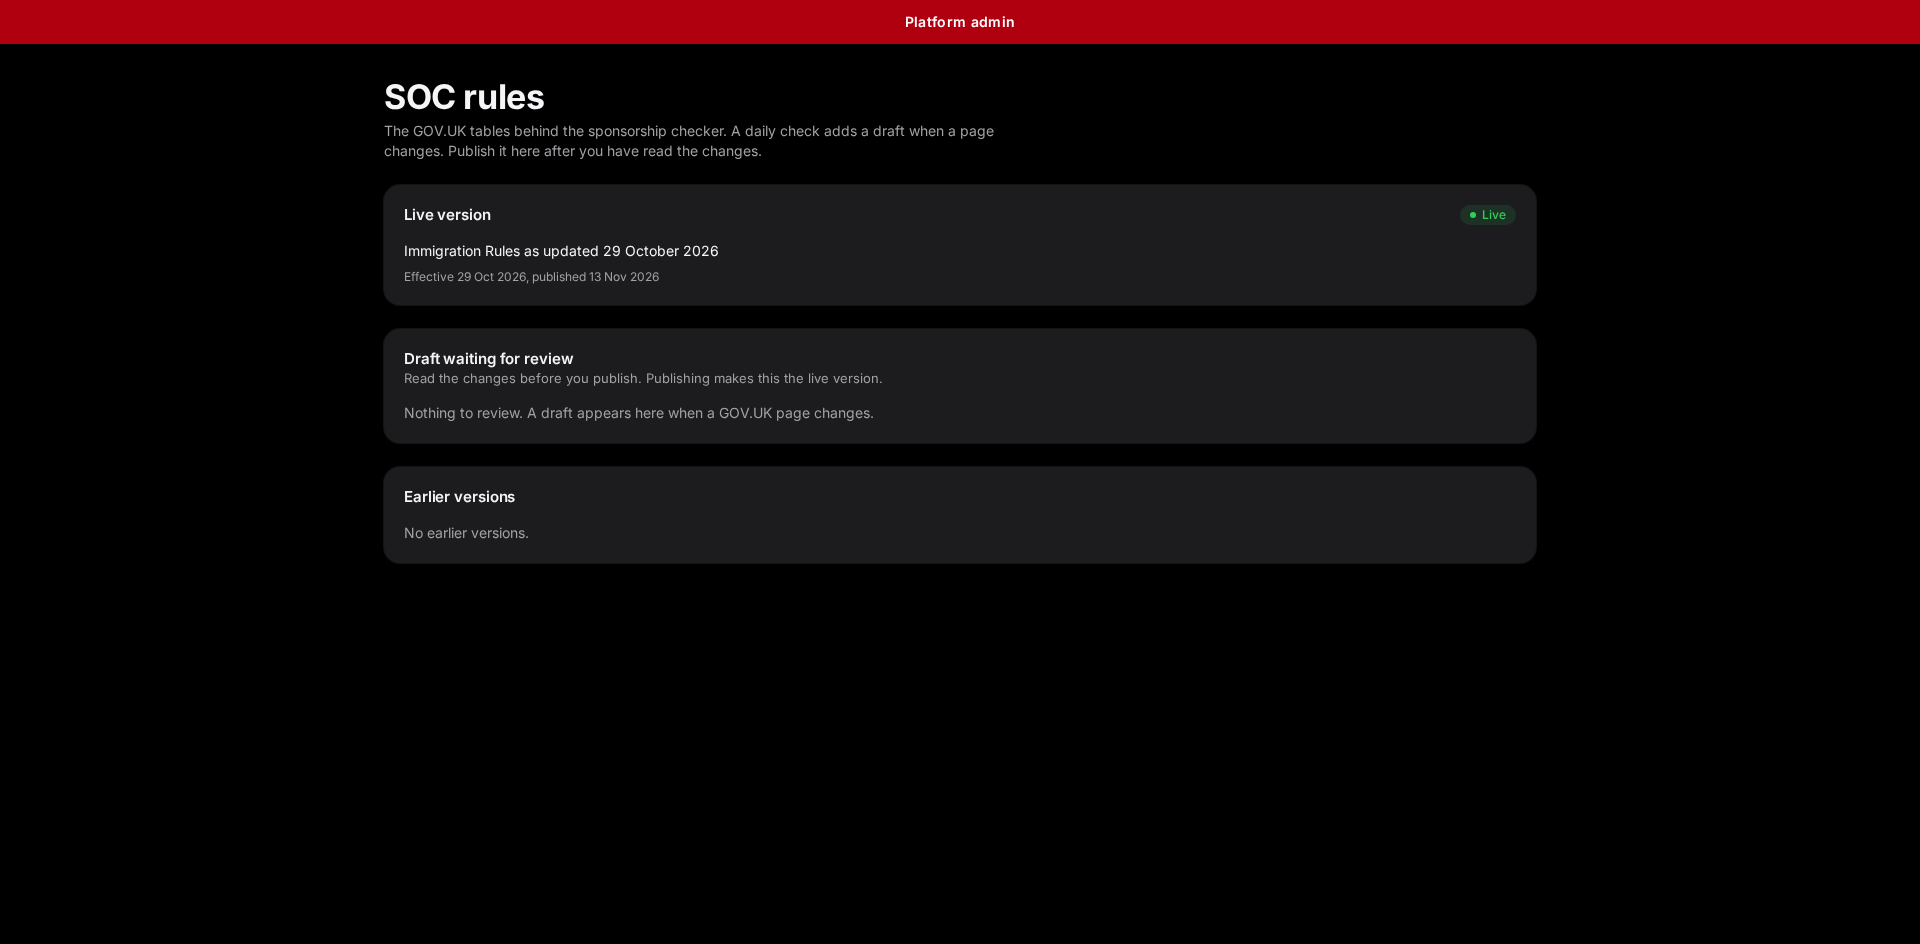 Platform admin
SOC rules
The GOV.UK tables behind the sponsorship checker. A daily check adds a draft when a page
changes. Publish it here after you have read the changes.
Live version
Live
Immigration Rules as updated 29 October 2026
Effective 29 Oct 2026, published 13 Nov 2026
Draft waiting for review
Read the changes before you publish. Publishing makes this the live version.
Nothing to review. A draft appears here when a GOV.UK page changes.
Earlier versions
No earlier versions.